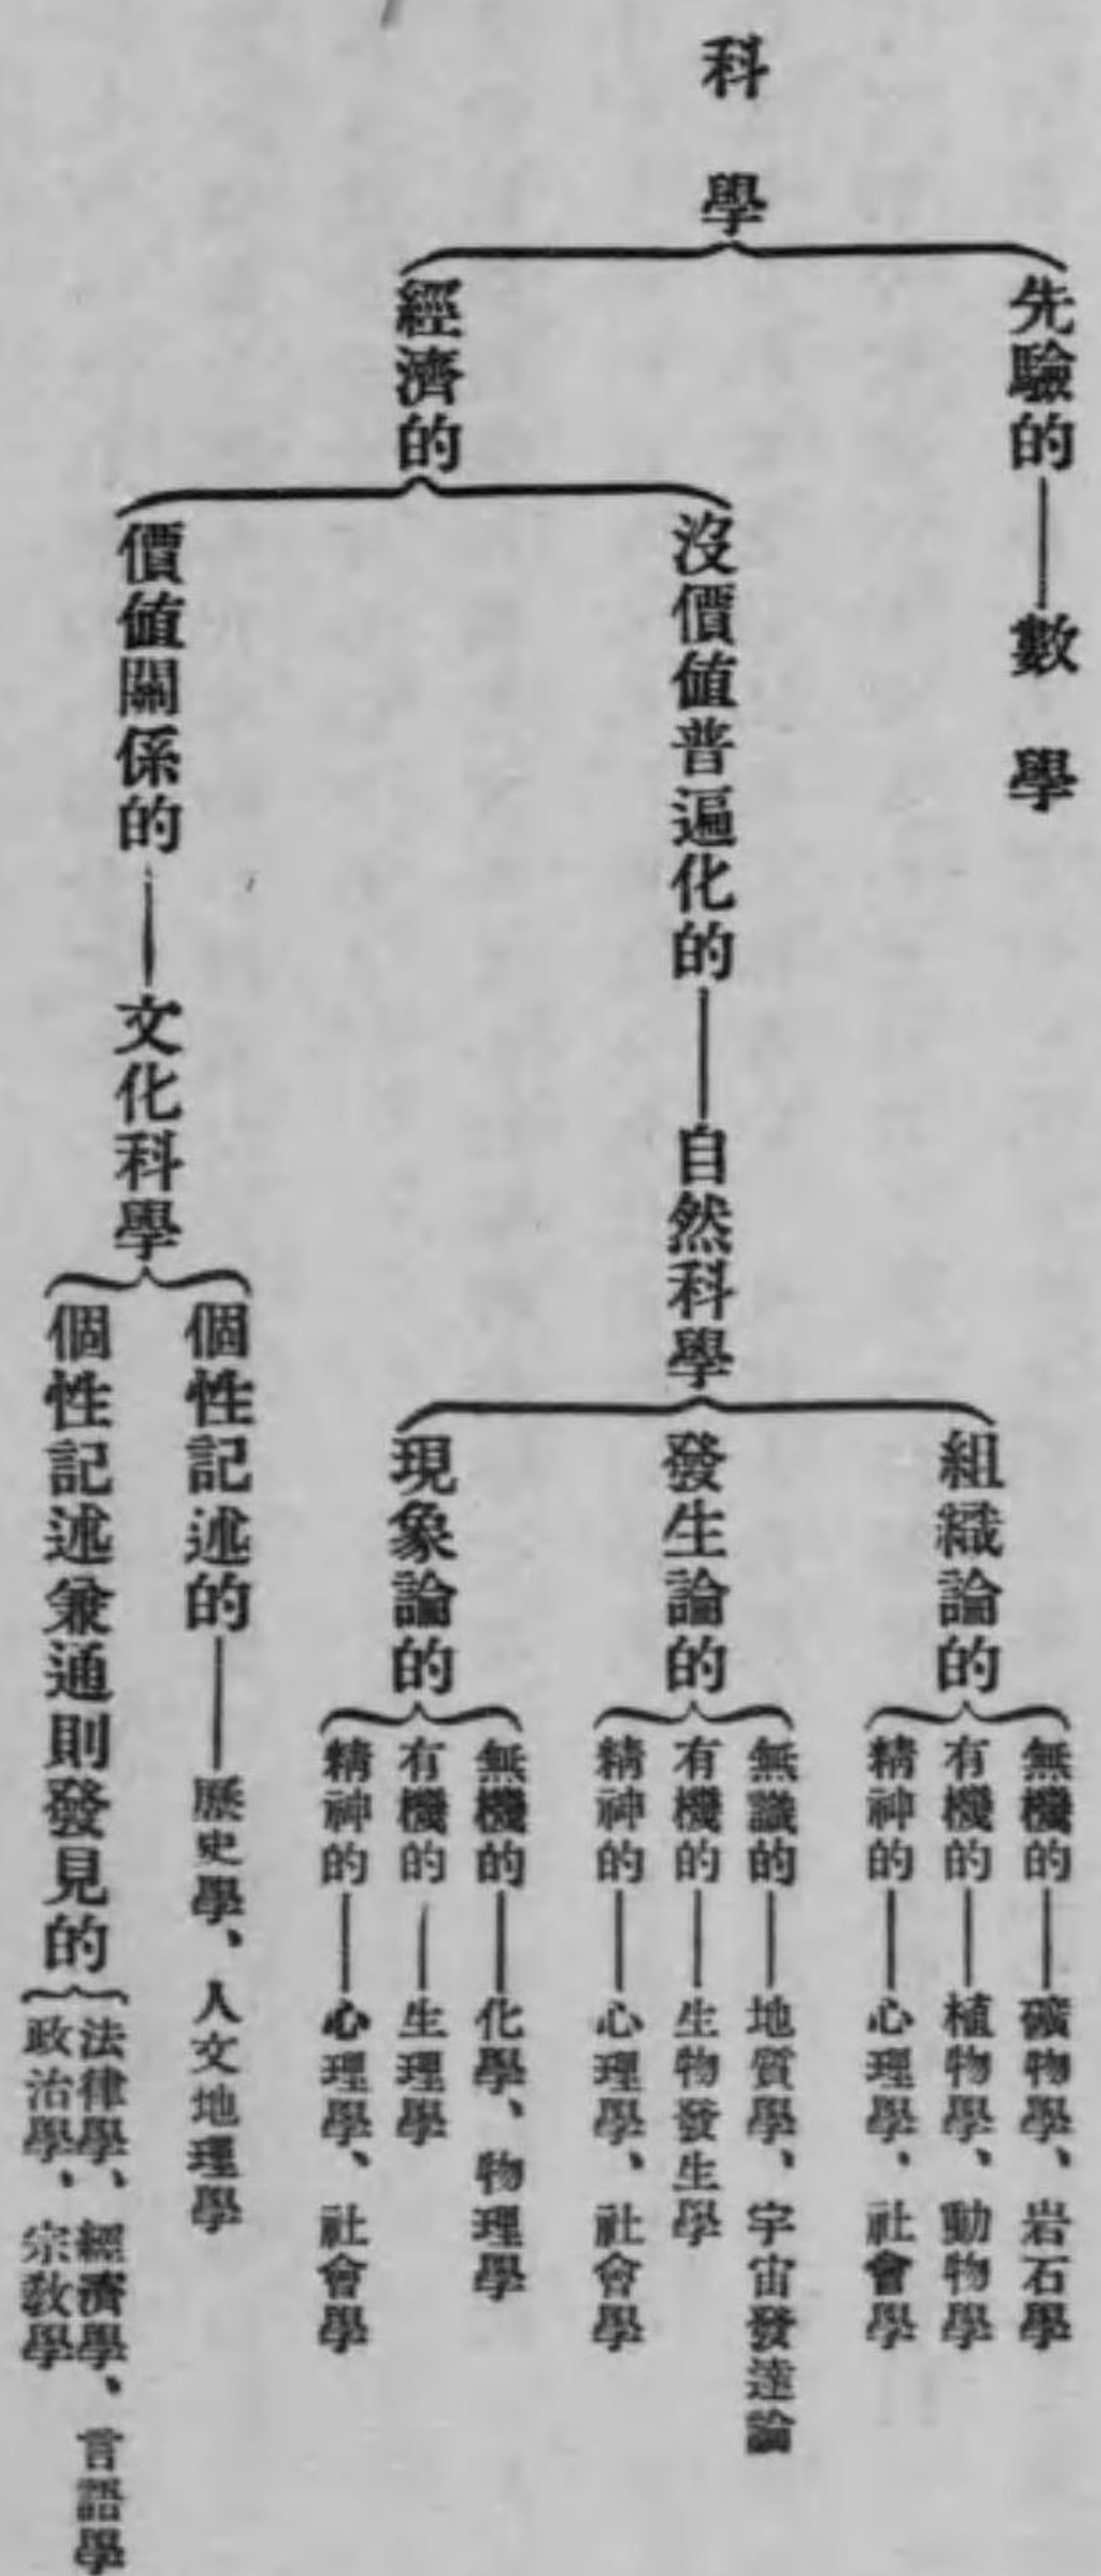 科學
先驗的——數學
經濟的
沒價値普遍化的——自然科學
組織論的
無機的——礦物學、岩石學
有機的——植物學、動物學
精神的——心理學、社會學
發生論的
無識的——地質學、宇宙發達論
有機的——生物發生學
精神的——心理學、社會學
現象論的
無機的——化學、物理學
有機的——生理學
精神的——心理學、社會學
價値關係的——文化科學
個性記述的——歷史學、人文地理學
個性記述兼通則發見的
法律學、經濟學、言語學
政治學、宗敎學